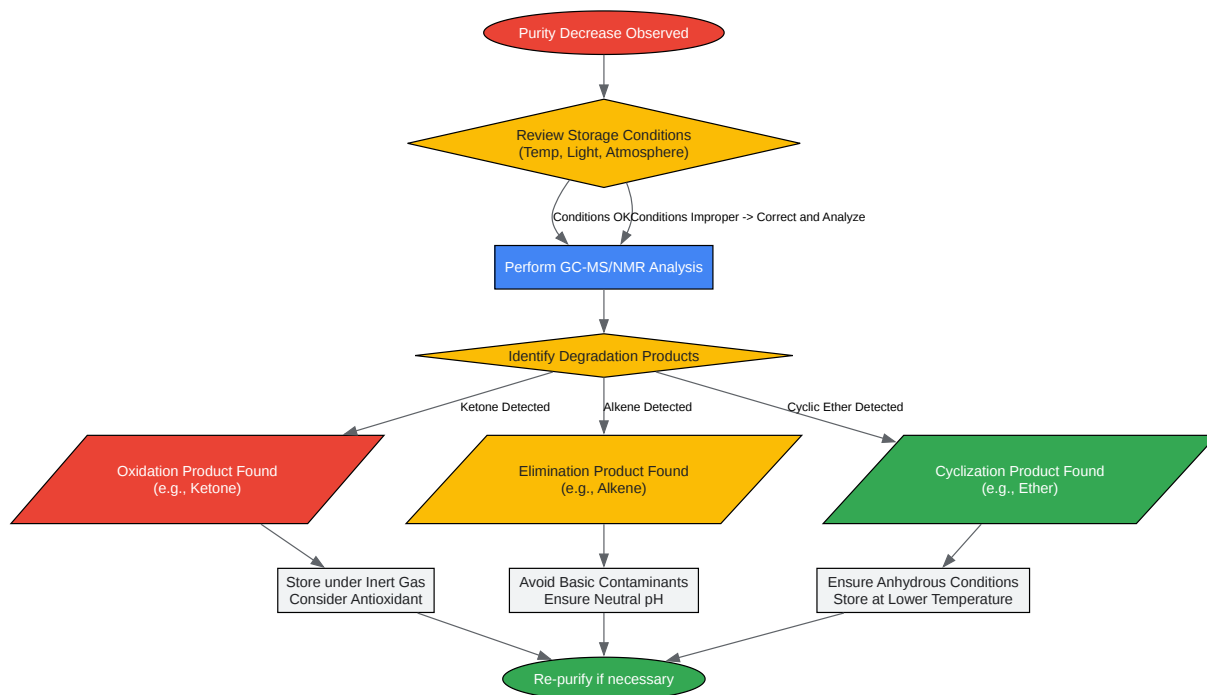 Purity Decrease Observed
Review Storage Conditions
(Temp, Light, Atmosphere)
Conditions OK
Conditions Improper -> Correct and Analyze
Perform GC-MS/NMR Analysis
Identify Degradation Products
Ketone Detected
Alkene Detected
Cyclic Ether Detected
Oxidation Product Found
(e.g., Ketone)
Elimination Product Found
(e.g., Alkene)
Cyclization Product Found
(e.g., Ether)
Store under Inert Gas
Consider Antioxidant
Avoid Basic Contaminants
Ensure Neutral pH
Ensure Anhydrous Conditions
Store at Lower Temperature
Re-purify if necessary